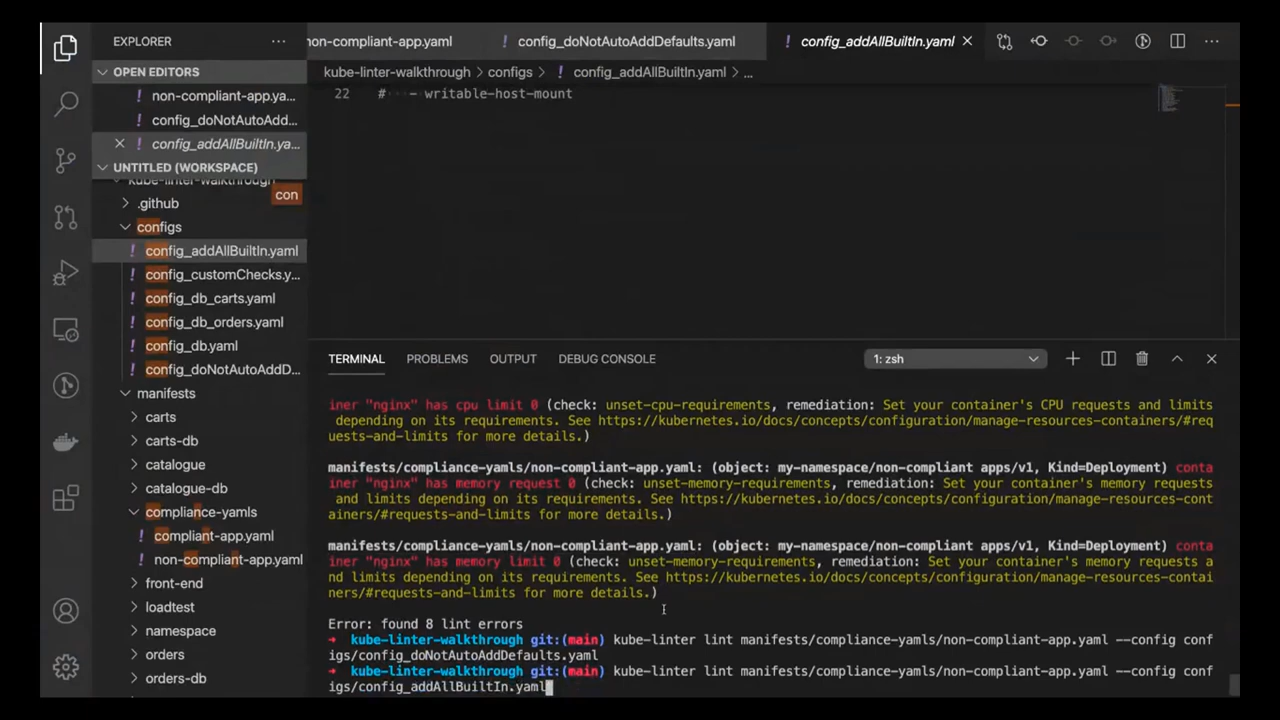 EXPLORER
···
non-compliant-app.yaml
config_doNotAutoAddDefaults.yaml
config_addAllBuiltIn.yaml
···
OPEN EDITORS
non-compliant-app.ya...
config_doNotAutoAdd...
config_addAllBuiltIn.ya...
UNTITLED (WORKSPACE)
kube-linter-walkthrough
con
.github
configs
config_addAllBuiltIn.yaml
config_customChecks.y...
config_db_carts.yaml
config_db_orders.yaml
config_db.yaml
config_doNotAutoAddD...
manifests
carts
carts-db
catalogue
catalogue-db
compliance-yamls
compliant-app.yaml
non-compliant-app.yaml
front-end
loadtest
namespace
orders
orders-db
kube-linter-walkthrough > configs > ! config_addAllBuiltIn.yaml > ...
22 # - writable-host-mount
TERMINAL PROBLEMS OUTPUT DEBUG CONSOLE
1: zsh
iner "nginx" has cpu limit 0 (check: unset-cpu-requirements, remediation: Set your container's CPU requests and limits
depending on its requirements. See https://kubernetes.io/docs/concepts/configuration/manage-resources-containers/#req
uests-and-limits for more details.)
manifests/compliance-yamls/non-compliant-app.yaml: (object: my-namespace/non-compliant apps/v1, Kind=Deployment) conta
iner "nginx" has memory request 0 (check: unset-memory-requirements, remediation: Set your container's memory requests
and limits depending on its requirements. See https://kubernetes.io/docs/concepts/configuration/manage-resources-cont
ainers/#requests-and-limits for more details.)
manifests/compliance-yamls/non-compliant-app.yaml: (object: my-namespace/non-compliant apps/v1, Kind=Deployment) conta
iner "nginx" has memory limit 0 (check: unset-memory-requirements, remediation: Set your container's memory requests a
nd limits depending on its requirements. See https://kubernetes.io/docs/concepts/configuration/manage-resources-contai
ners/#requests-and-limits for more details.)
Error: found 8 lint errors
➜ kube-linter-walkthrough git:(main) kube-linter lint manifests/compliance-yamls/non-compliant-app.yaml --config conf
igs/config_doNotAutoAddDefaults.yaml
➜ kube-linter-walkthrough git:(main) kube-linter lint manifests/compliance-yamls/non-compliant-app.yaml --config conf
igs/config_addAllBuiltIn.yaml